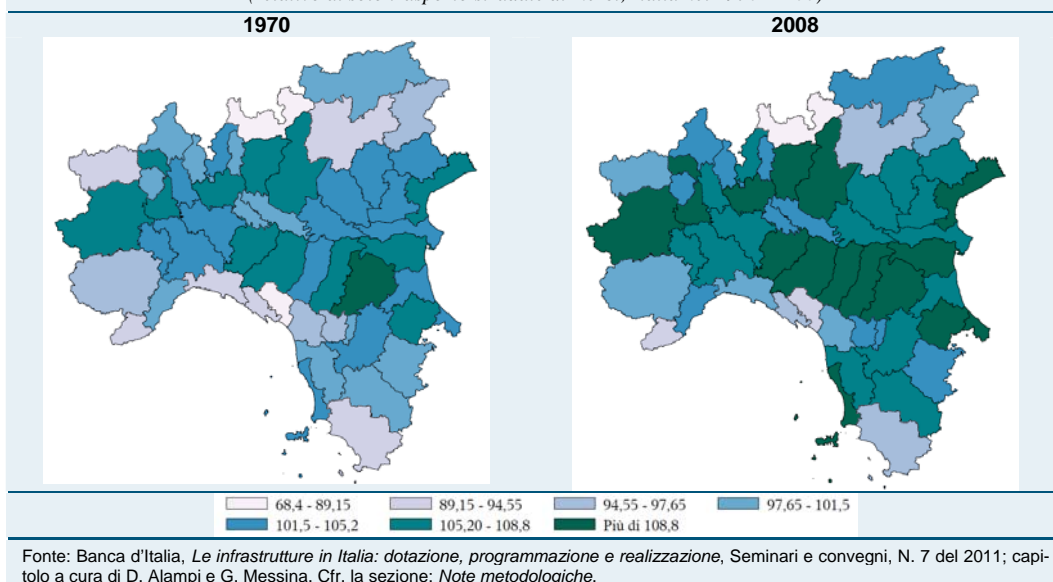 1970 2008
68,4 - 89,15 89,15 - 94,55 94,55 - 97,65 97,65 - 101,5
101,5 - 105,2 105,20 - 108,8 Più di 108,8
Fonte: Banca d'Italia, Le infrastrutture in Italia: dotazione, programmazione e realizzazione, Seminari e convegni, N. 7 del 2011; capi-
tolo a cura di D. Alampi e G. Messina. Cfr. la sezione: Note metodologiche.